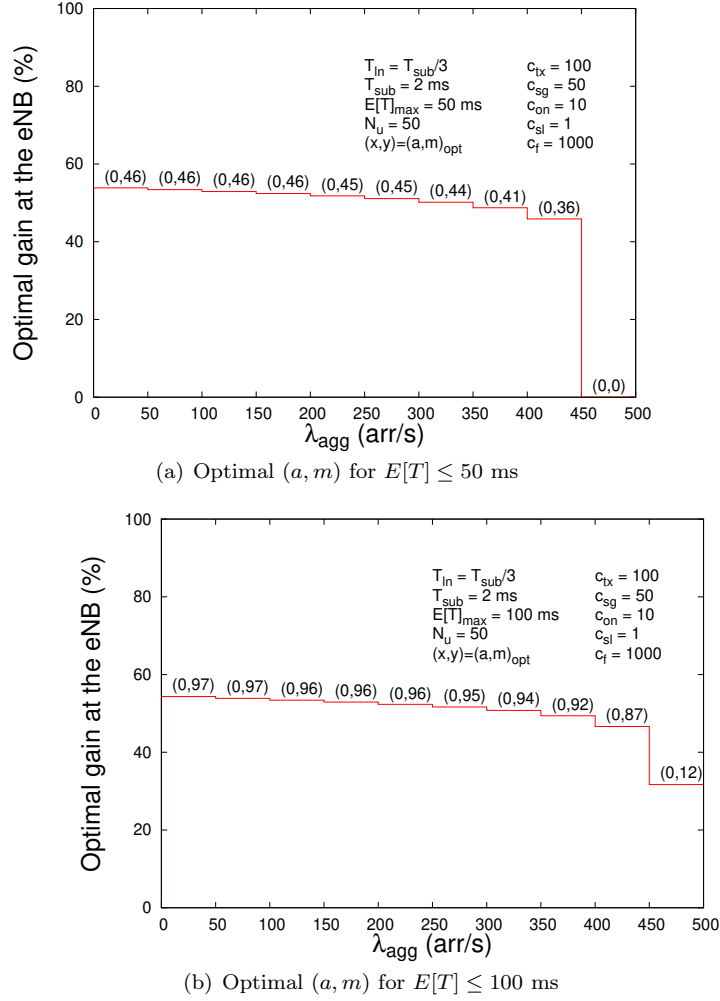 100
80
60
40
20
0
Optimal gain at the eNB (%)
T_In = T_sub/3 c_tx = 100
T_sub = 2 ms c_sg = 50
E[T]_max = 50 ms c_on = 10
N_u = 50 c_sl = 1
(x,y)=(a,m)_opt c_f = 1000
(0,46) (0,46) (0,46) (0,46) (0,45) (0,45) (0,44) (0,41) (0,36) (0,0)
0 50 100 150 200 250 300 350 400 450 500
λ_agg (arr/s)
(a) Optimal (a, m) for E[T] ≤ 50 ms
100
80
60
40
20
0
Optimal gain at the eNB (%)
T_In = T_sub/3 c_tx = 100
T_sub = 2 ms c_sg = 50
E[T]_max = 100 ms c_on = 10
N_u = 50 c_sl = 1
(x,y)=(a,m)_opt c_f = 1000
(0,97) (0,97) (0,96) (0,96) (0,96) (0,95) (0,94) (0,92) (0,87) (0,12)
0 50 100 150 200 250 300 350 400 450 500
λ_agg (arr/s)
(b) Optimal (a, m) for E[T] ≤ 100 ms